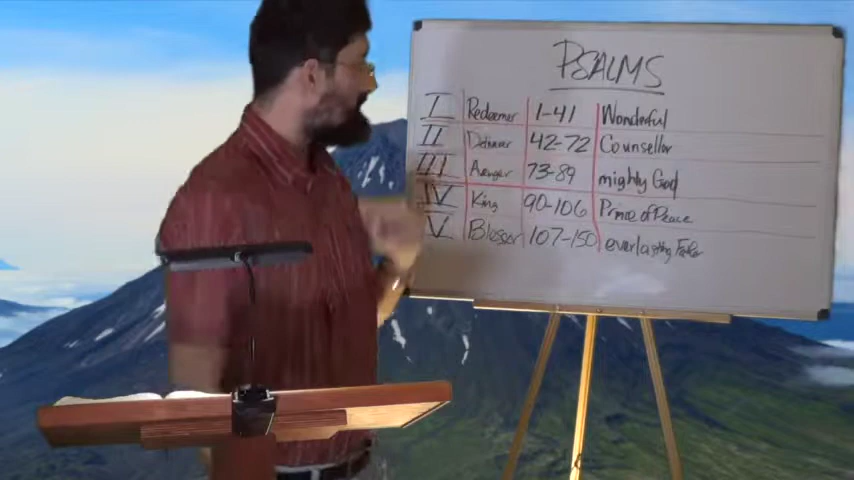 PSALMS
I Redeemer 1-41 Wonderful
II Deliverer 42-72 Counsellor
III Avenger 73-89 mighty God
IV King 90-106 Prince of Peace
V Blesser 107-150 everlasting Father